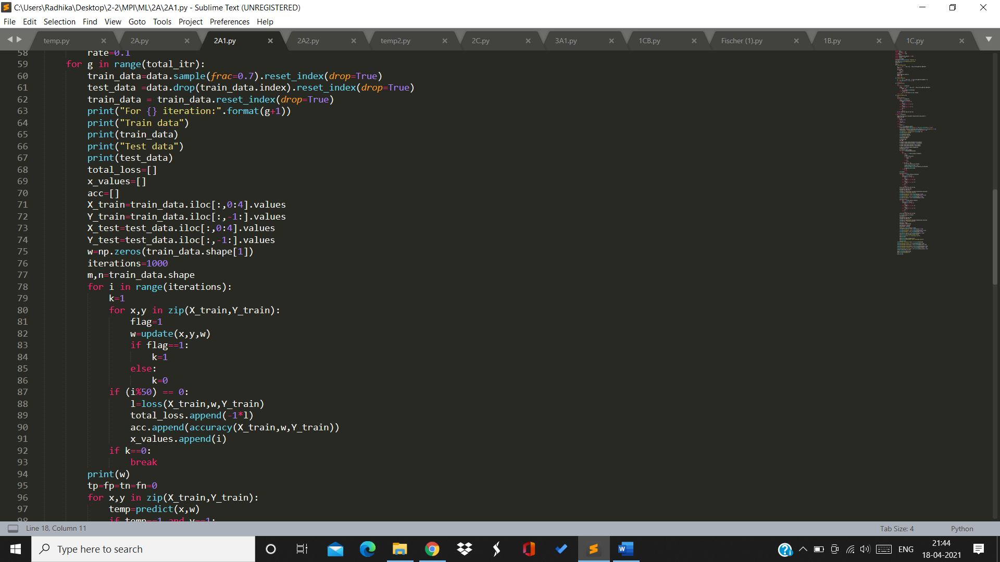 C:\Users\Radhika\Desktop\2-2\MPI\ML\2A\2A1.py - Sublime Text (UNREGISTERED)
File Edit Selection Find View Goto Tools Project Preferences Help
temp.py 2A.py 2A1.py 2A2.py temp2.py 2C.py 3A1.py 1CB.py Fischer (1).py 1B.py 1C.py
58 rate=0.1
59 for g in range(total_itr):
60 train_data=data.sample(frac=0.7).reset_index(drop=True)
61 test_data =data.drop(train_data.index).reset_index(drop=True)
62 train_data = train_data.reset_index(drop=True)
63 print("For {} iteration:".format(g+1))
64 print("Train data")
65 print(train_data)
66 print("Test data")
67 print(test_data)
68 total_loss=[]
69 x_values=[]
70 acc=[]
71 X_train=train_data.iloc[:,0:4].values
72 Y_train=train_data.iloc[:,-1:].values
73 X_test=test_data.iloc[:,0:4].values
74 Y_test=test_data.iloc[:,-1:].values
75 w=np.zeros(train_data.shape[1])
76 iterations=1000
77 m,n=train_data.shape
78 for i in range(iterations):
79 k=1
80 for x,y in zip(X_train,Y_train):
81 flag=1
82 w=update(x,y,w)
83 if flag==1:
84 k=1
85 else:
86 k=0
87 if (i%50) == 0:
88 l=loss(X_train,w,Y_train)
89 total_loss.append(-1*l)
90 acc.append(accuracy(X_train,w,Y_train))
91 x_values.append(i)
92 if k==0:
93 break
94 print(w)
95 tp=fp=tn=fn=0
96 for x,y in zip(X_train,Y_train):
97 temp=predict(x,w)
98 if temp==1 and y==1:
Line 18, Column 11 Tab Size: 4 Python
Type here to search
ENG 21:44
18-04-2021